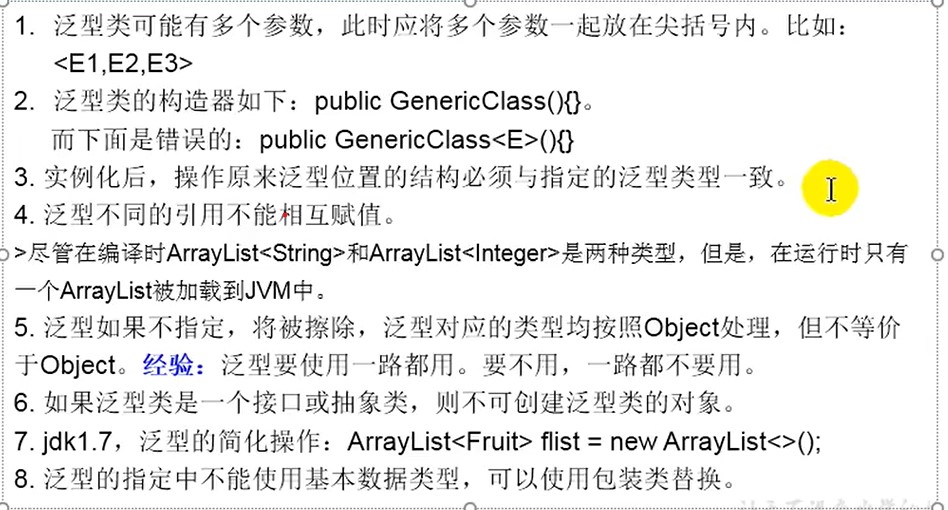 1. 泛型类可能有多个参数，此时应将多个参数一起放在尖括号内。比如：
<E1,E2,E3>
2. 泛型类的构造器如下：public GenericClass(){}。
而下面是错误的：public GenericClass<E>(){}
3. 实例化后，操作原来泛型位置的结构必须与指定的泛型类型一致。
4. 泛型不同的引用不能相互赋值。
>尽管在编译时ArrayList<String>和ArrayList<Integer>是两种类型，但是，在运行时只有
一个ArrayList被加载到JVM中。
5. 泛型如果不指定，将被擦除，泛型对应的类型均按照Object处理，但不等价
于Object。经验：泛型要使用一路都用。要不用，一路都不要用。
6. 如果泛型类是一个接口或抽象类，则不可创建泛型类的对象。
7. jdk1.7，泛型的简化操作：ArrayList<Fruit> flist = new ArrayList<>();
8. 泛型的指定中不能使用基本数据类型，可以使用包装类替换。